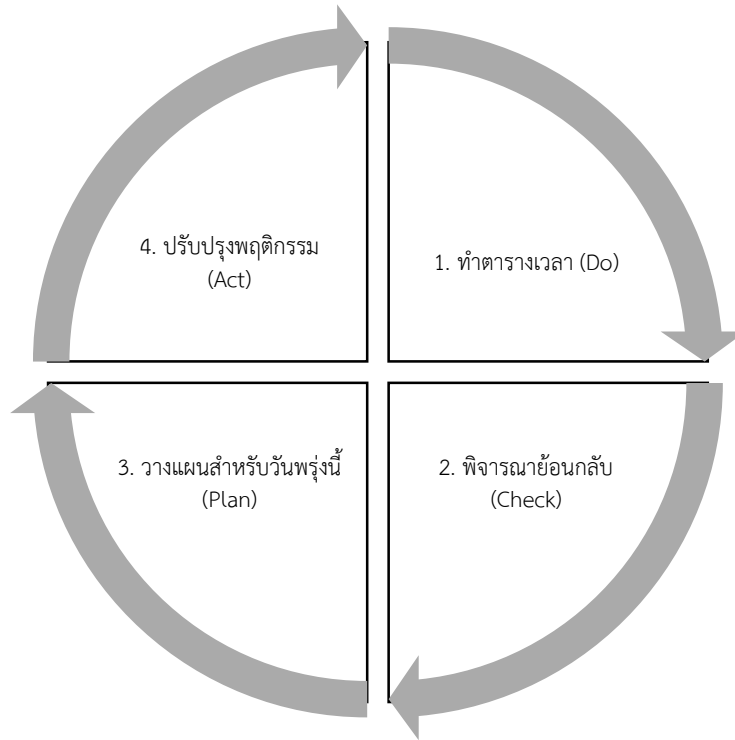 4. ปรับปรุงพฤติกรรม
(Act)
1. ทำตารางเวลา (Do)
3. วางแผนสำหรับวันพรุ่งนี้
(Plan)
2. พิจารณาย้อนกลับ
(Check)